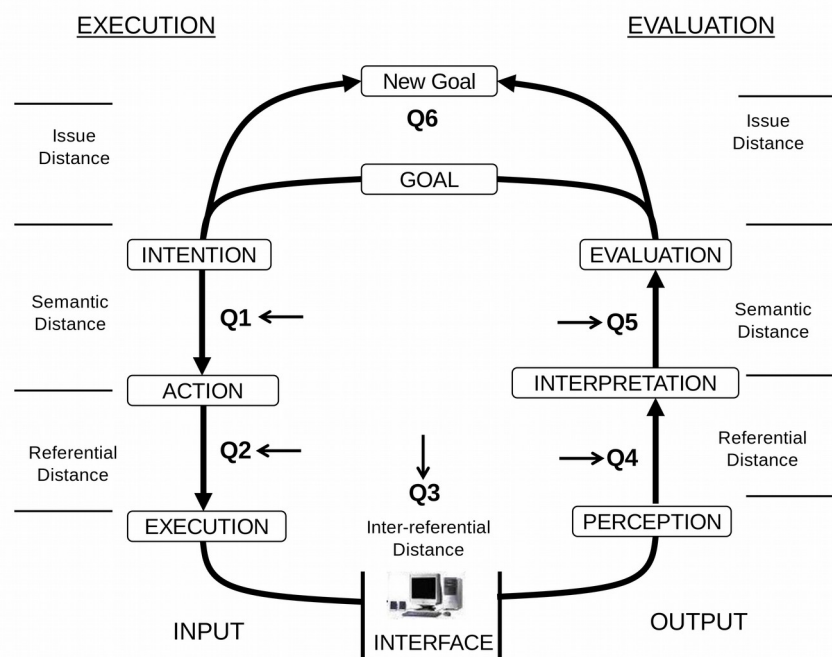 EXECUTION
EVALUATION
New Goal
Q6
Issue
Distance
Issue
Distance
GOAL
INTENTION
EVALUATION
Semantic
Distance
Q1
Q5
Semantic
Distance
ACTION
INTERPRETATION
Referential
Distance
Q2
Q4
Referential
Distance
Q3
EXECUTION
PERCEPTION
Inter-referential
Distance
INPUT
INTERFACE
OUTPUT